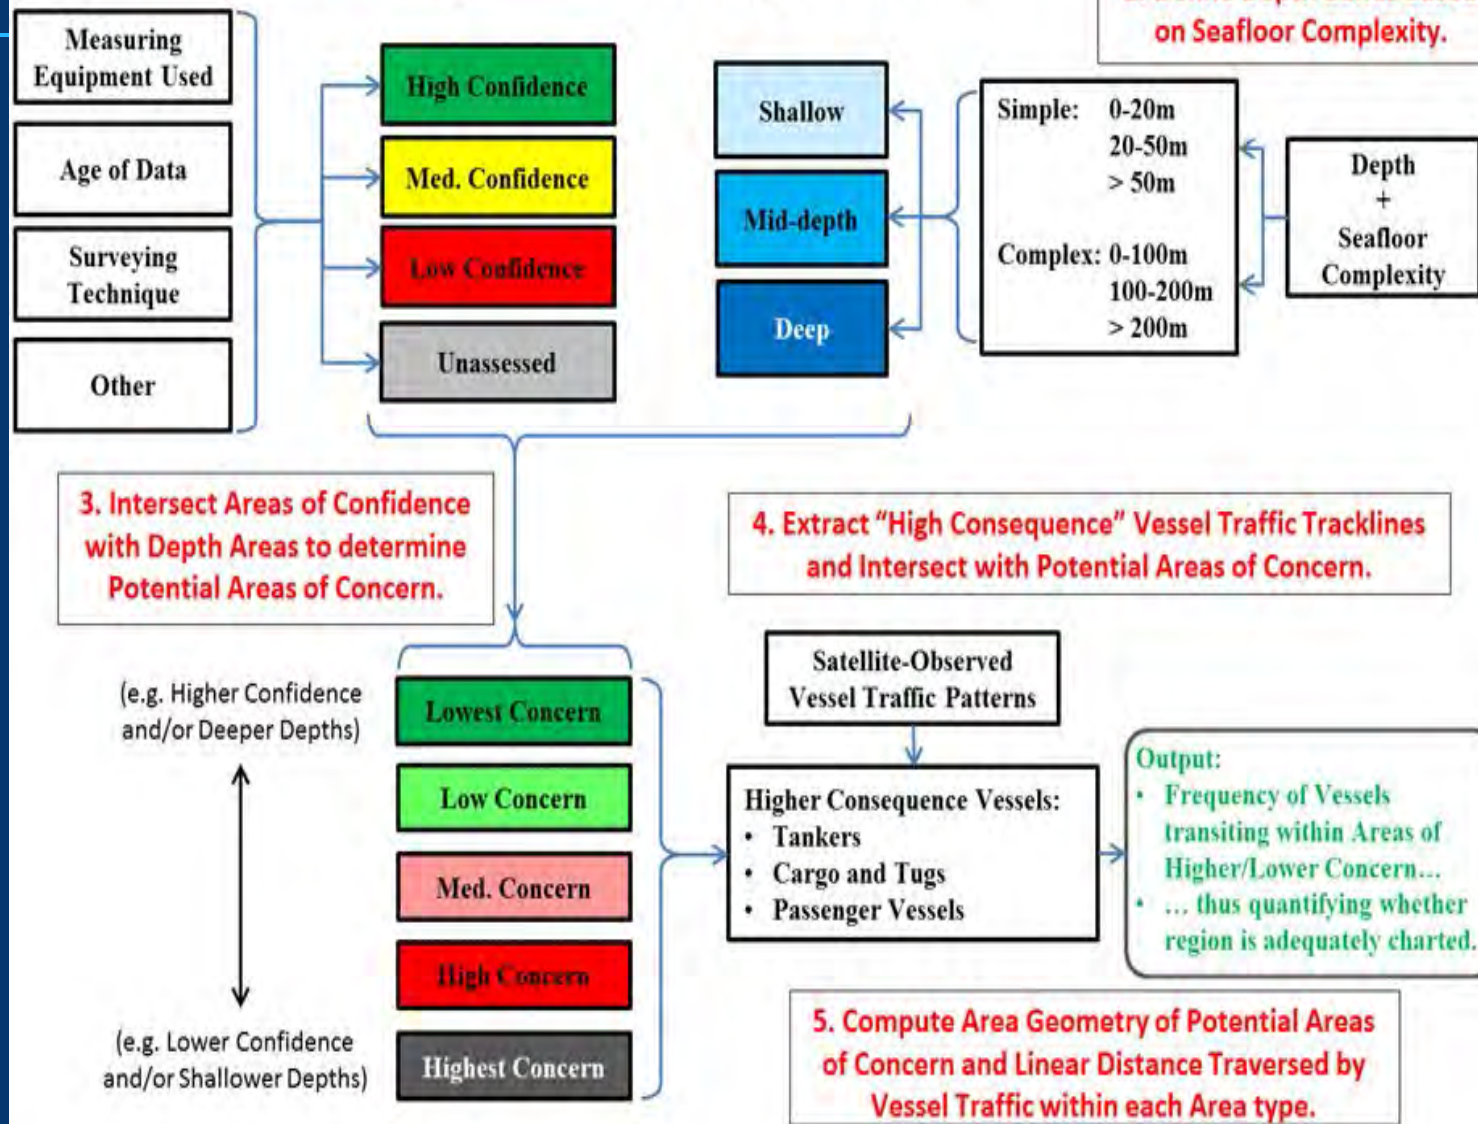 on Seafloor Complexity.
Measuring
Equipment Used
Age of Data
Surveying
Technique
Other
High Confidence
Med. Confidence
Low Confidence
Unassessed
Shallow
Mid-depth
Deep
Simple: 0-20m
20-50m
> 50m
Complex: 0-100m
100-200m
> 200m
Depth
+
Seafloor
Complexity
3. Intersect Areas of Confidence
with Depth Areas to determine
Potential Areas of Concern.
4. Extract “High Consequence” Vessel Traffic Tracklines
and Intersect with Potential Areas of Concern.
(e.g. Higher Confidence
and/or Deeper Depths)
(e.g. Lower Confidence
and/or Shallower Depths)
Lowest Concern
Low Concern
Med. Concern
High Concern
Highest Concern
Satellite-Observed
Vessel Traffic Patterns
Higher Consequence Vessels:
• Tankers
• Cargo and Tugs
• Passenger Vessels
Output:
• Frequency of Vessels
transiting within Areas of
Higher/Lower Concern...
• ... thus quantifying whether
region is adequately charted.
5. Compute Area Geometry of Potential Areas
of Concern and Linear Distance Traversed by
Vessel Traffic within each Area type.